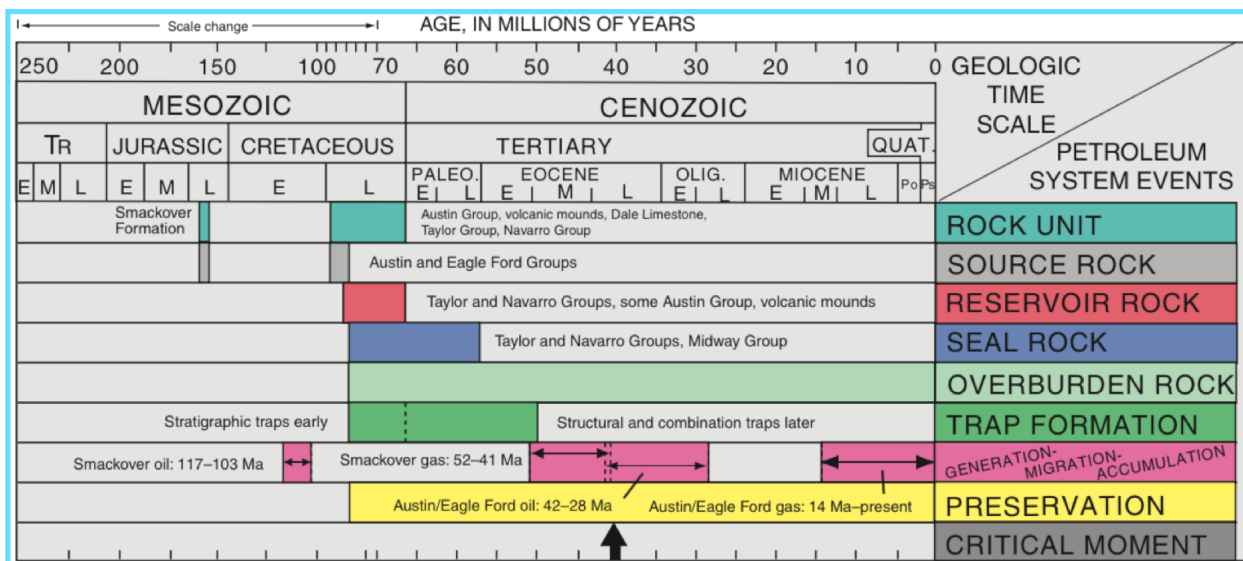 Scale change
AGE, IN MILLIONS OF YEARS
250 200 150 100 70 60 50 40 30 20 10 0
GEOLOGIC
TIME
SCALE
PETROLEUM
SYSTEM EVENTS
MESOZOIC CENOZOIC
TR JURASSIC CRETACEOUS TERTIARY QUAT.
PALEO. EOCENE OLIG. MIOCENE
E M L E M L E L E L E M L E L E M L Po Ps
Smackover
Formation
Austin Group, volcanic mounds, Dale Limestone,
Taylor Group, Navarro Group
ROCK UNIT
Austin and Eagle Ford Groups
SOURCE ROCK
Taylor and Navarro Groups, some Austin Group, volcanic mounds
RESERVOIR ROCK
Taylor and Navarro Groups, Midway Group
SEAL ROCK
OVERBURDEN ROCK
Stratigraphic traps early
Structural and combination traps later
TRAP FORMATION
Smackover oil: 117–103 Ma
Smackover gas: 52–41 Ma
GENERATION-
MIGRATION-
ACCUMULATION
Austin/Eagle Ford oil: 42–28 Ma
Austin/Eagle Ford gas: 14 Ma–present
PRESERVATION
CRITICAL MOMENT